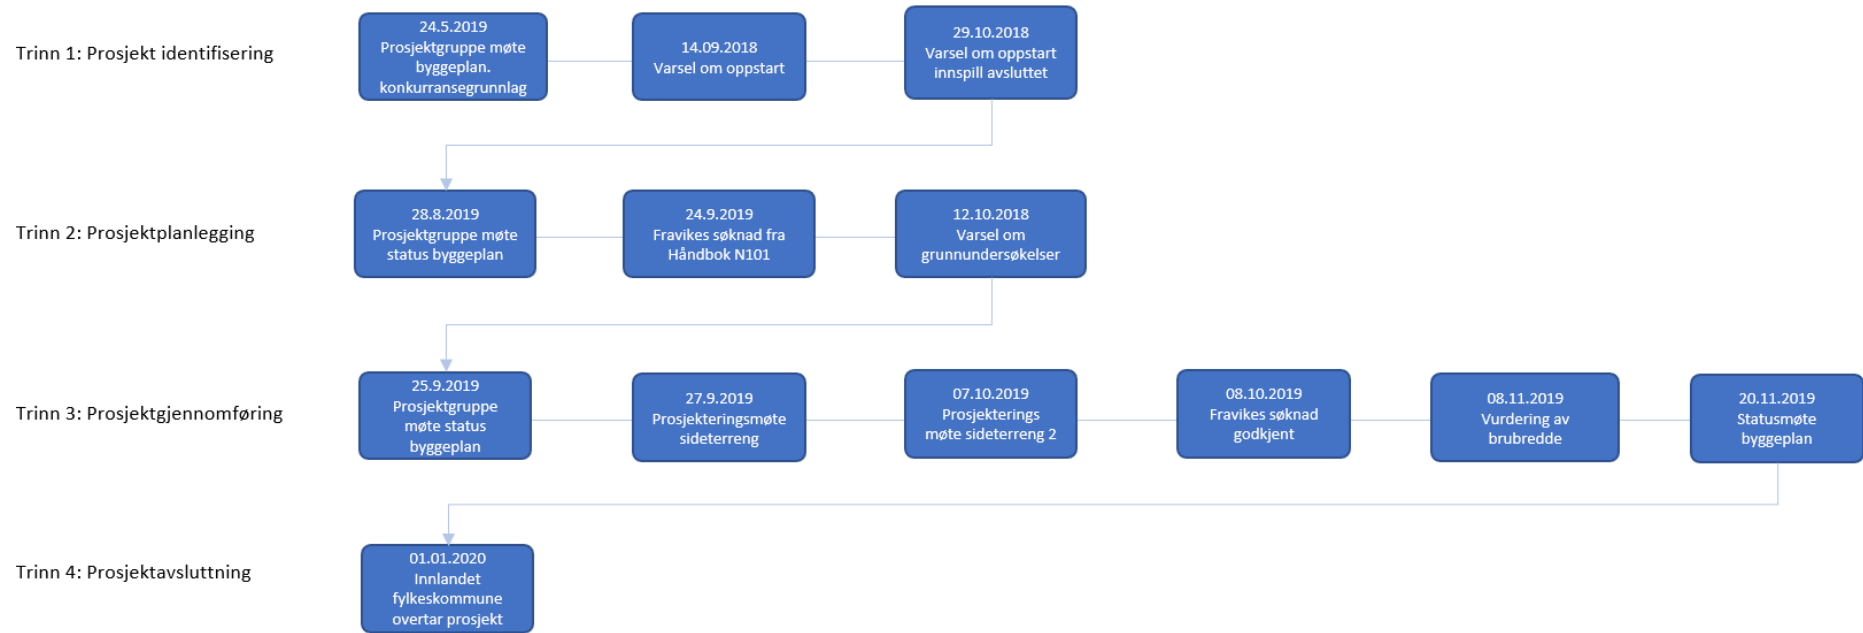 Trinn 1: Prosjekt identifisering
24.5.2019
Prosjektgruppe møte
byggeplan.
konkurransegrunnlag
14.09.2018
Varsel om oppstart
29.10.2018
Varsel om oppstart
innspill avsluttet
Trinn 2: Prosjektplanlegging
28.8.2019
Prosjektgruppe møte
status byggeplan
24.9.2019
Fravikes søknad fra
Håndbok N101
12.10.2018
Varsel om
grunnundersøkelser
Trinn 3: Prosjektgjennomføring
25.9.2019
Prosjektgruppe
møte status
byggeplan
27.9.2019
Prosjekteringsmøte
sideterreng
07.10.2019
Prosjekterings
møte sideterreng 2
08.10.2019
Fravikes søknad
godkjent
08.11.2019
Vurdering av
brubredde
20.11.2019
Statusmøte
byggeplan
Trinn 4: Prosjektavsluttning
01.01.2020
Innlandet
fylkeskommune
overtar prosjekt